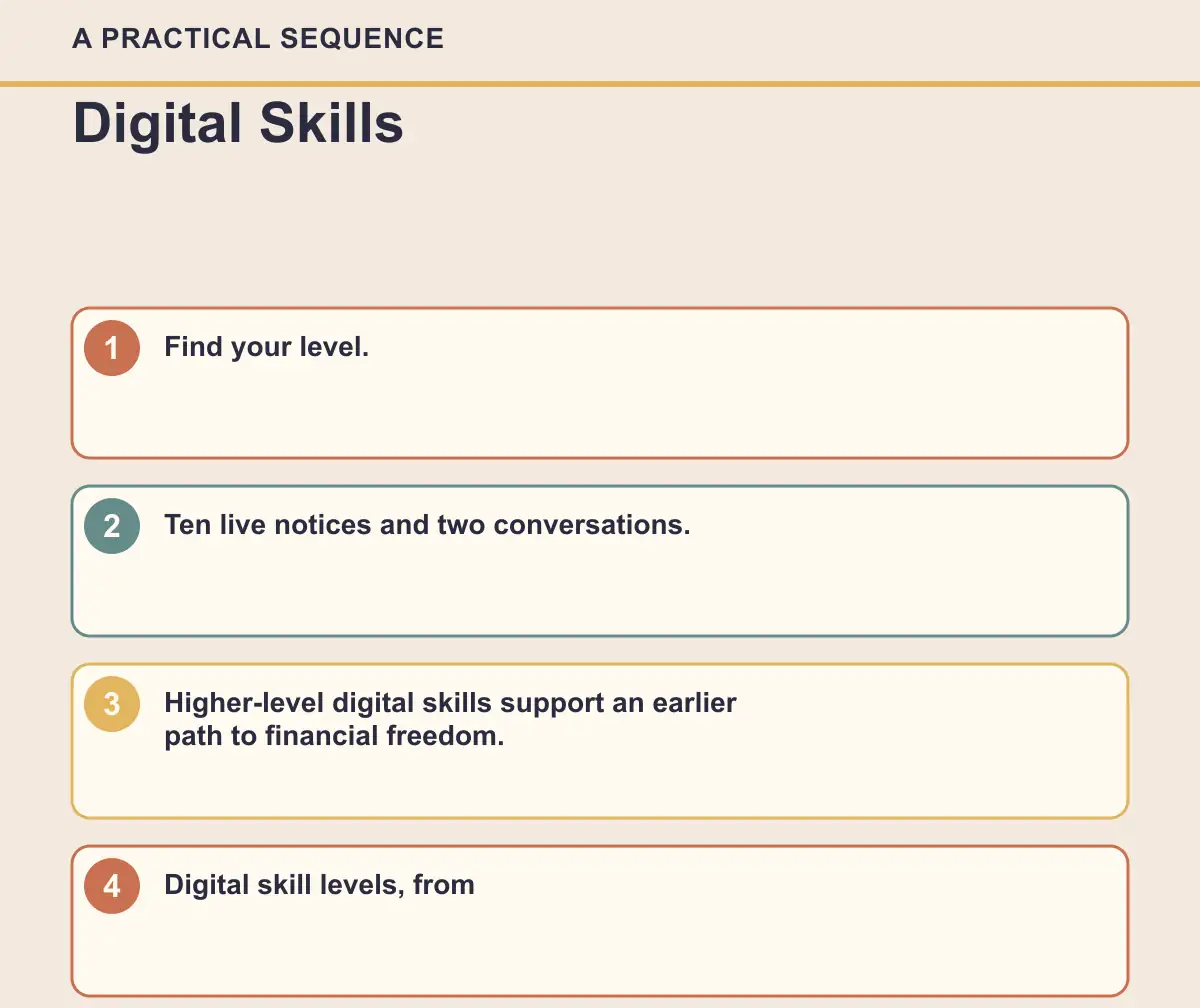 A PRACTICAL SEQUENCE
Digital Skills
1
Find your level.
2
Ten live notices and two conversations.
3
Higher-level digital skills support an earlier
path to financial freedom.
4
Digital skill levels, from